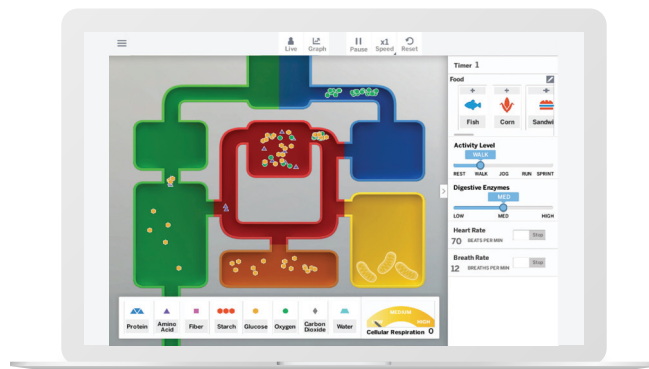 Live
Graph
Pause
x1
Speed
Reset
Timer 1
Food
Fish
Corn
Sandwi
Activity Level
WALK
REST WALK JOG RUN SPRINT
Digestive Enzymes
MED
LOW MED HIGH
Heart Rate
70 BEATS PER MIN
Stop
Breath Rate
12 BREATHS PER MIN
Stop
Protein
Amino
Acid
Fiber
Starch
Glucose
Oxygen
Carbon
Dioxide
Water
MEDIUM
HIGH
Cellular Respiration 0